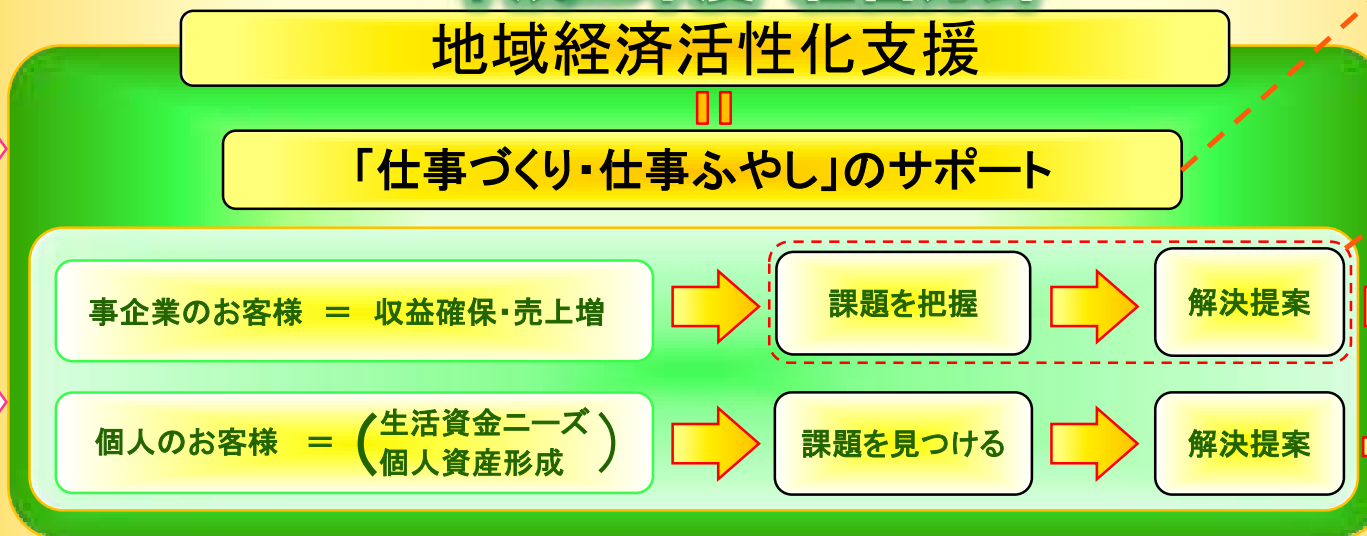 地域経済活性化支援
「仕事づくり・仕事ふやし」のサポート
事企業のお客様 ＝ 収益確保・売上増
課題を把握
解決提案
個人のお客様 ＝ (生活資金ニーズ
個人資産形成)
課題を見つける
解決提案